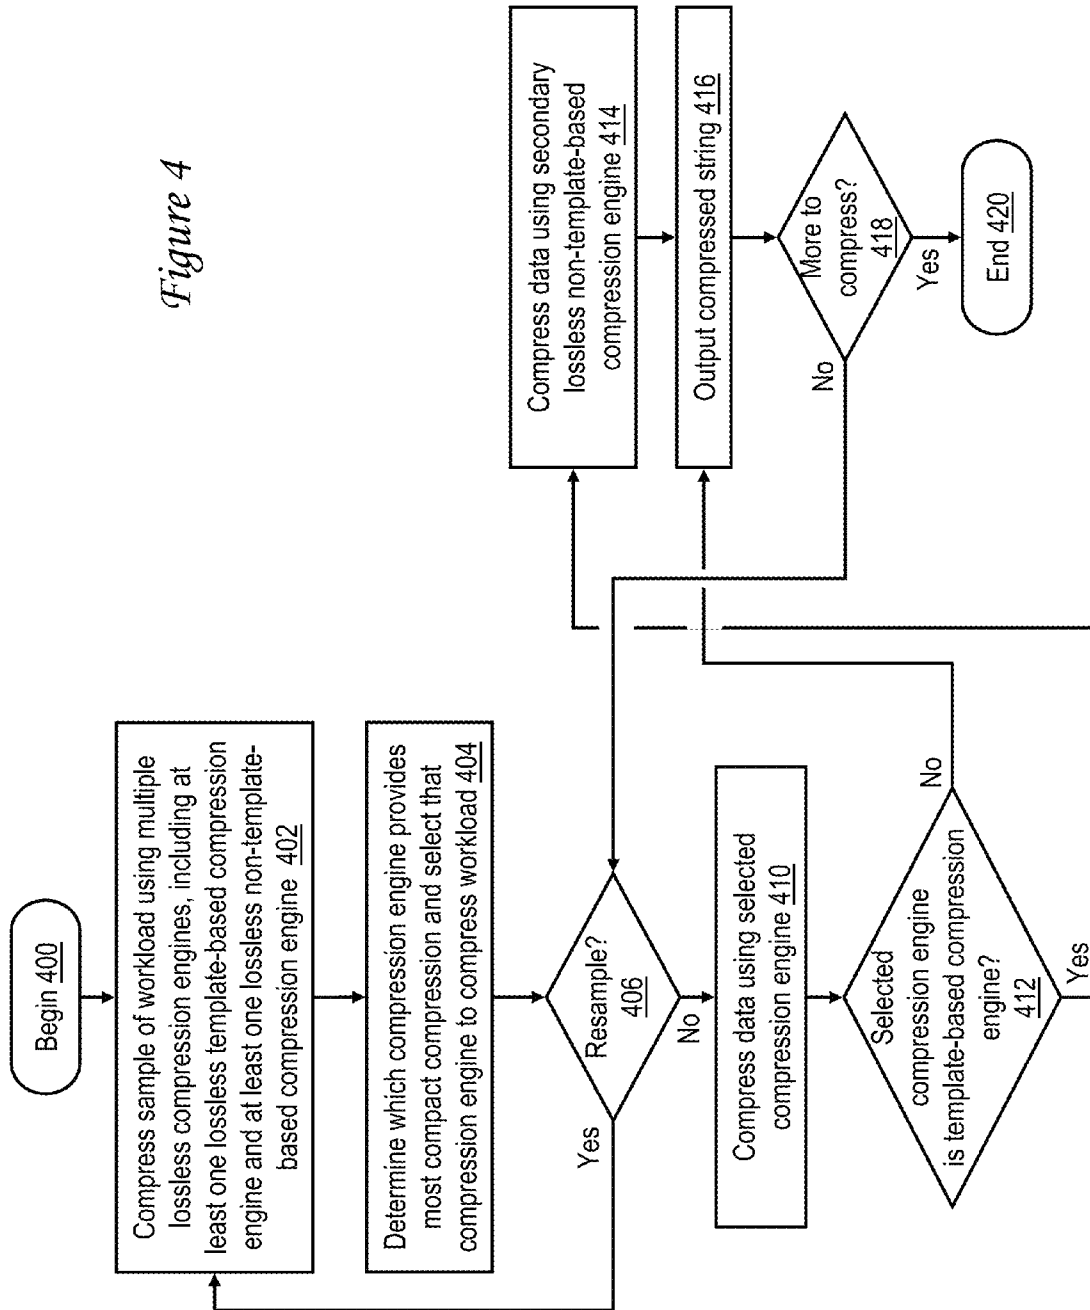 Begin 400
Compress sample of workload using multiple
lossless compression engines, including at
least one lossless template-based compression
engine and at least one lossless non-template-
based compression engine 402
Determine which compression engine provides
most compact compression and select that
compression engine to compress workload 404
Resample?
406
Yes
No
Compress data using selected
compression engine 410
Selected
compression engine
is template-based compression
engine?
412
No
Yes
Compress data using secondary
lossless non-template-based
compression engine 414
Output compressed string 416
More to
compress?
418
No
Yes
End 420
Figure 4